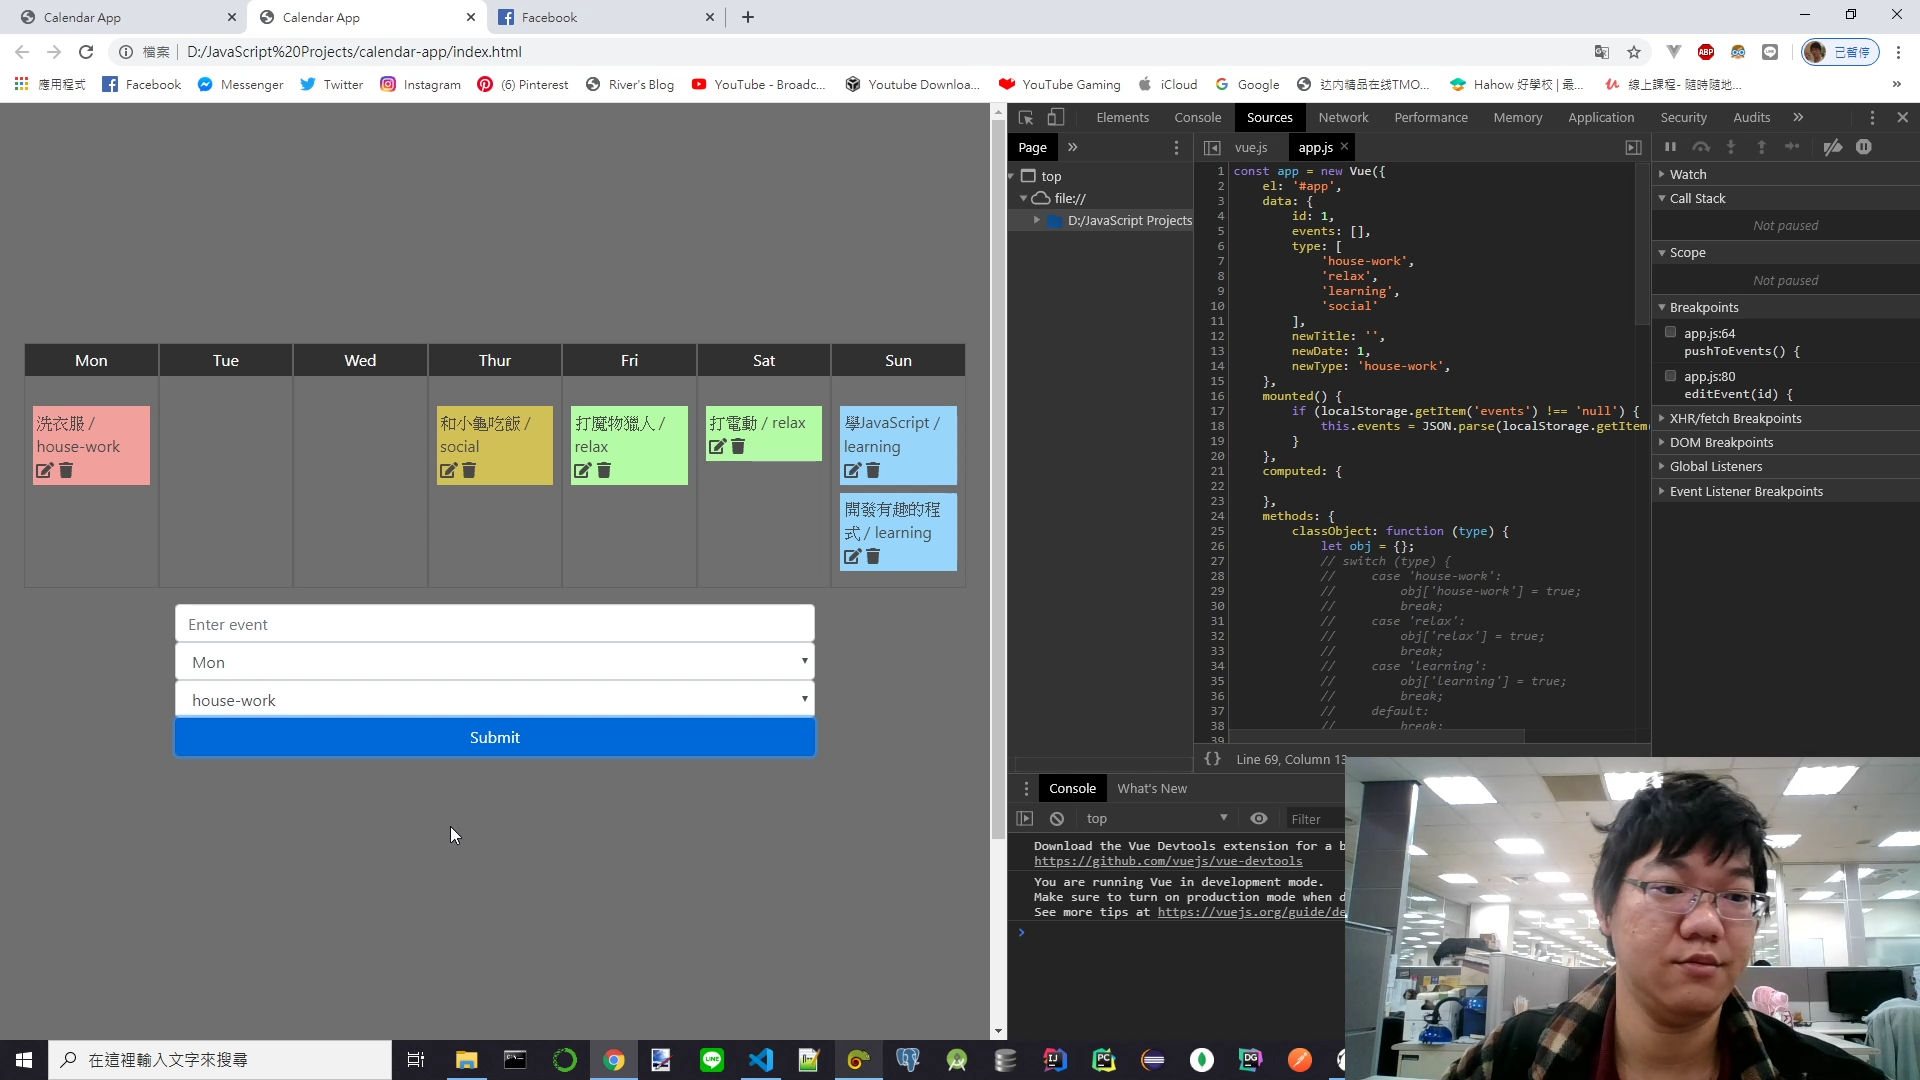 Calendar App
Calendar App
Facebook
檔案
D:/JavaScript%20Projects/calendar-app/index.html
已暫停
應用程式
Facebook
Messenger
Twitter
Instagram
(6) Pinterest
River's Blog
YouTube - Broadc...
Youtube Downloa...
YouTube Gaming
iCloud
Google
达内精品在线TMO...
Hahow 好學校 | 最...
線上課程- 隨時隨地...
Mon
Tue
Wed
Thur
Fri
Sat
Sun
洗衣服 /
house-work
和小龜吃飯 /
social
打魔物獵人 /
relax
打電動 / relax
學JavaScript /
learning
開發有趣的程
式 / learning
Enter event
Mon
house-work
Submit
Elements
Console
Sources
Network
Performance
Memory
Application
Security
Audits
Page
top
file://
D:/JavaScript Projects
vue.js
app.js
1 const app = new Vue({
2 el: '#app',
3 data: {
4 id: 1,
5 events: [],
6 type: [
7 'house-work',
8 'relax',
9 'learning',
10 'social'
11 ],
12 newTitle: '',
13 newDate: 1,
14 newType: 'house-work',
15 },
16 mounted() {
17 if (localStorage.getItem('events') !== 'null') {
18 this.events = JSON.parse(localStorage.getItem(
19 }
20 },
21 computed: {
22
23 },
24 methods: {
25 classObject: function (type) {
26 let obj = {};
27 // switch (type) {
28 // case 'house-work':
29 // obj['house-work'] = true;
30 // break;
31 // case 'relax':
32 // obj['relax'] = true;
33 // break;
34 // case 'learning':
35 // obj['learning'] = true;
36 // break;
37 // default:
38 // break;
39
{} Line 69, Column 13
Watch
Call Stack
Not paused
Scope
Not paused
Breakpoints
app.js:64
pushToEvents() {
app.js:80
editEvent(id) {
XHR/fetch Breakpoints
DOM Breakpoints
Global Listeners
Event Listener Breakpoints
Console
What's New
top
Filter
Download the Vue Devtools extension for a b
https://github.com/vuejs/vue-devtools
You are running Vue in development mode.
Make sure to turn on production mode when d
See more tips at https://vuejs.org/guide/de
在這裡輸入文字來搜尋